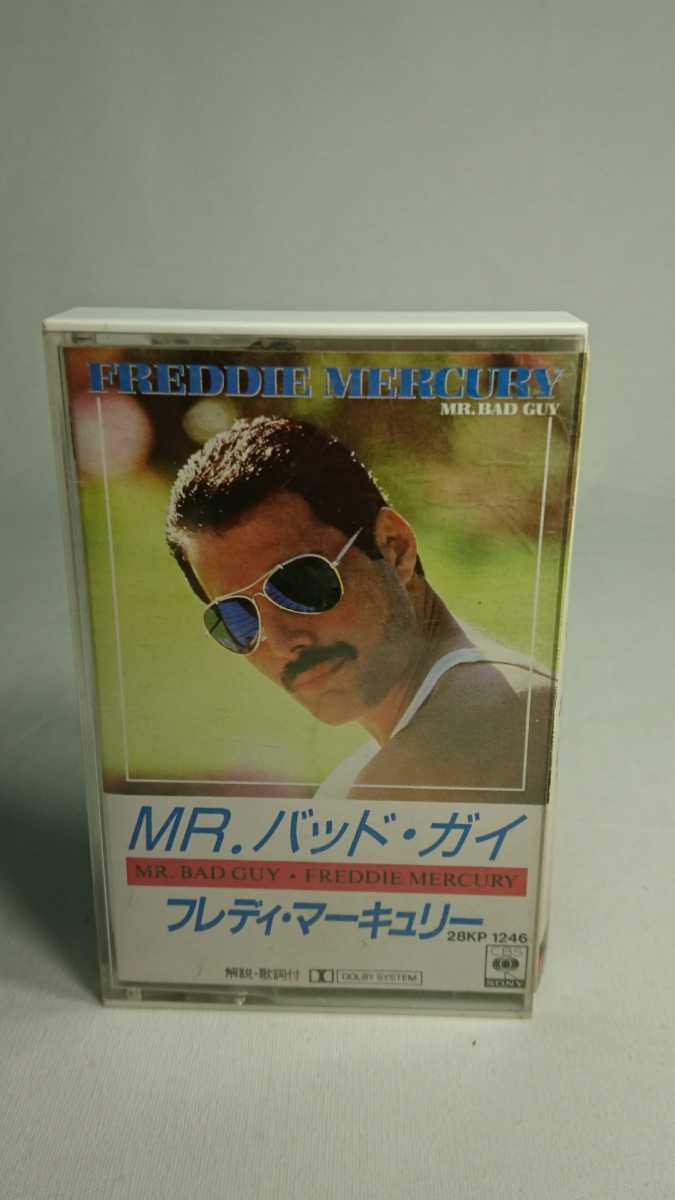 FREDDIE MERCURY
MR. BAD GUY
MR.バッド・ガイ
MR. BAD GUY • FREDDIE MERCURY
フレディ・マーキュリー
28KP 1246
解説・歌詞付
DOLBY SYSTEM
CBS
SONY